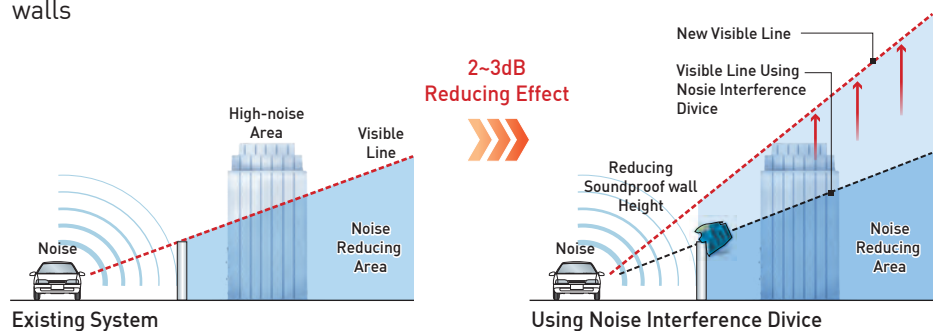 walls
2~3dB
Reducing Effect
High-noise
Area
Visible
Line
Noise
Noise
Reducing
Area
Existing System
New Visible Line
Visible Line Using
Nosie Interference
Divice
Reducing
Soundproof wall
Height
Noise
Noise
Reducing
Area
Using Noise Interference Divice